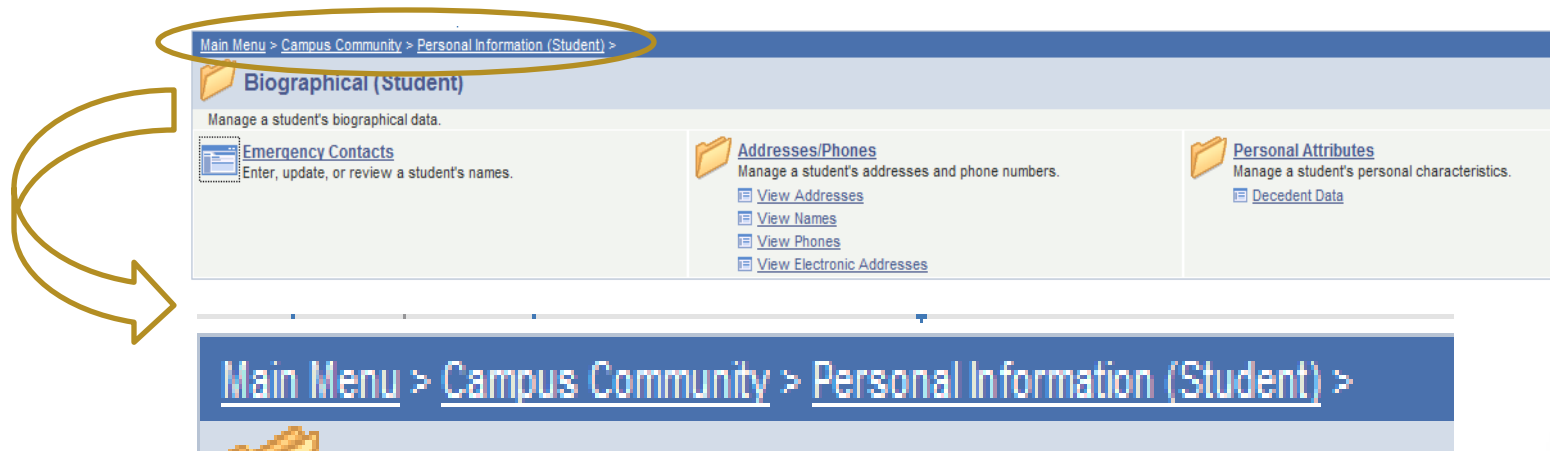 Main Menu > Campus Community > Personal Information (Student) >
Biographical (Student)
Manage a student's biographical data.
Emergency Contacts
Enter, update, or review a student's names.
Addresses/Phones
Manage a student's addresses and phone numbers.
View Addresses
View Names
View Phones
View Electronic Addresses
Personal Attributes
Manage a student's personal characteristics.
Decedent Data
Main Menu > Campus Community > Personal Information (Student) >